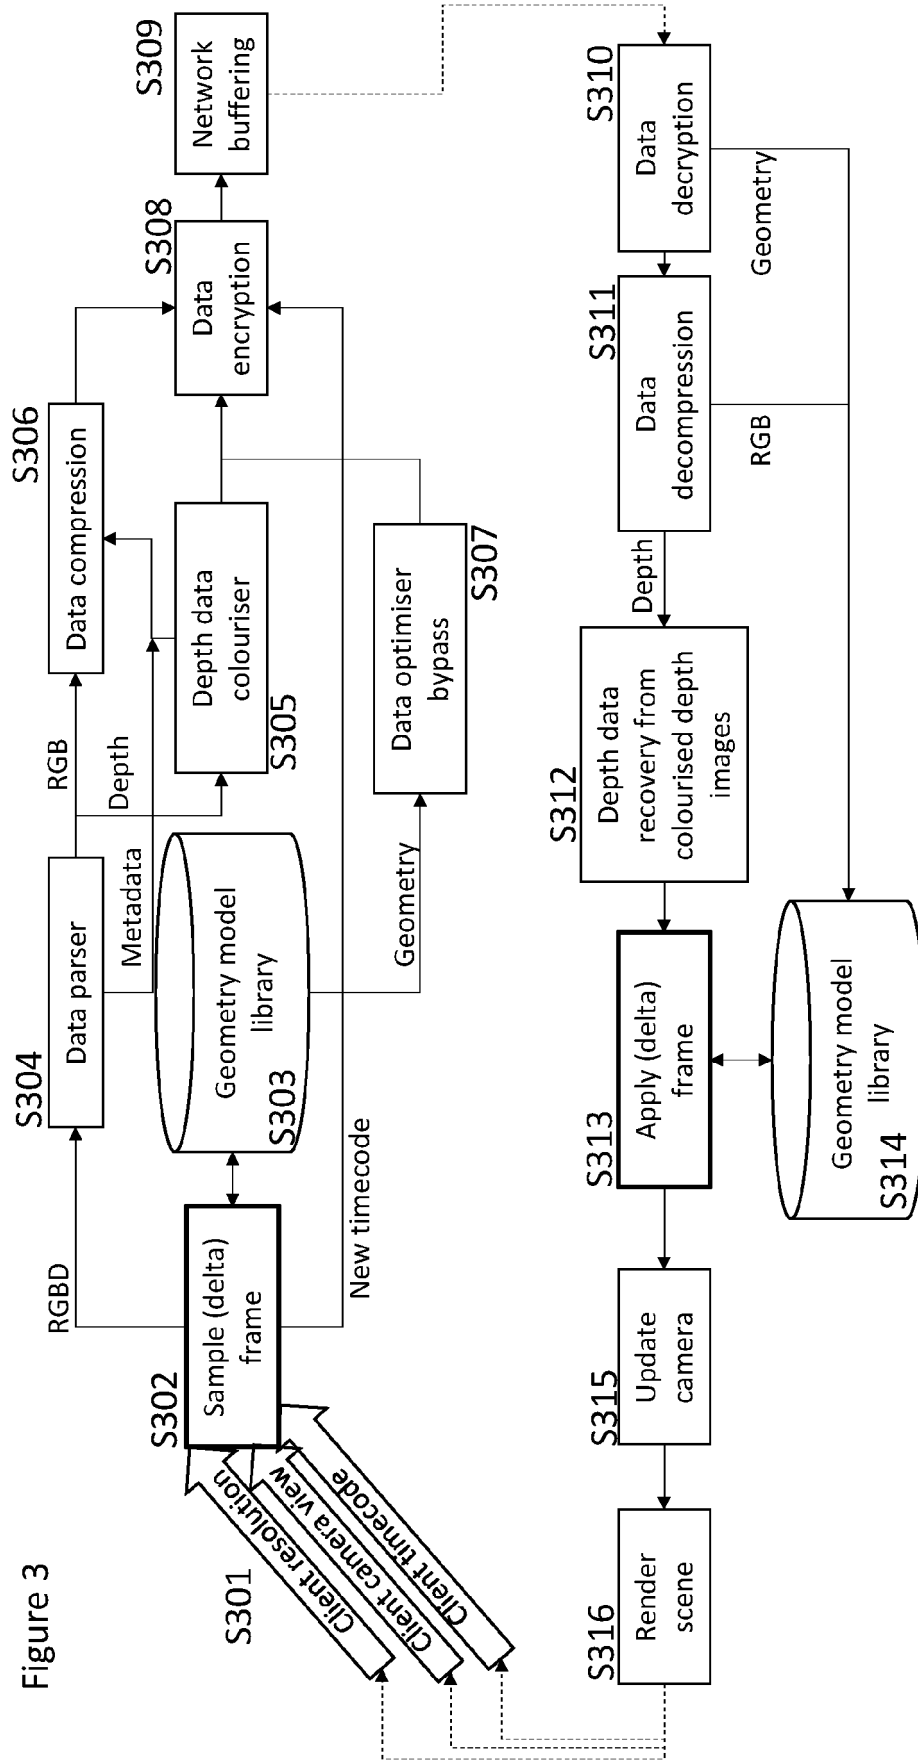 Figure 3
S301
Client resolution
Client camera view
Client timecode
S302
Sample (delta)
frame
RGBD
New timecode
S303
Geometry model
library
Geometry
S304
Data parser
Metadata
RGB
Depth
S305
Depth data
colouriser
S306
Data compression
S307
Data optimiser
bypass
S308
Data
encryption
S309
Network
buffering
S310
Data
decryption
Geometry
S311
Data
decompression
RGB
Depth
S312
Depth data
recovery from
colourised depth
images
S313
Apply (delta)
frame
S314
Geometry model
library
S315
Update
camera
S316
Render
scene